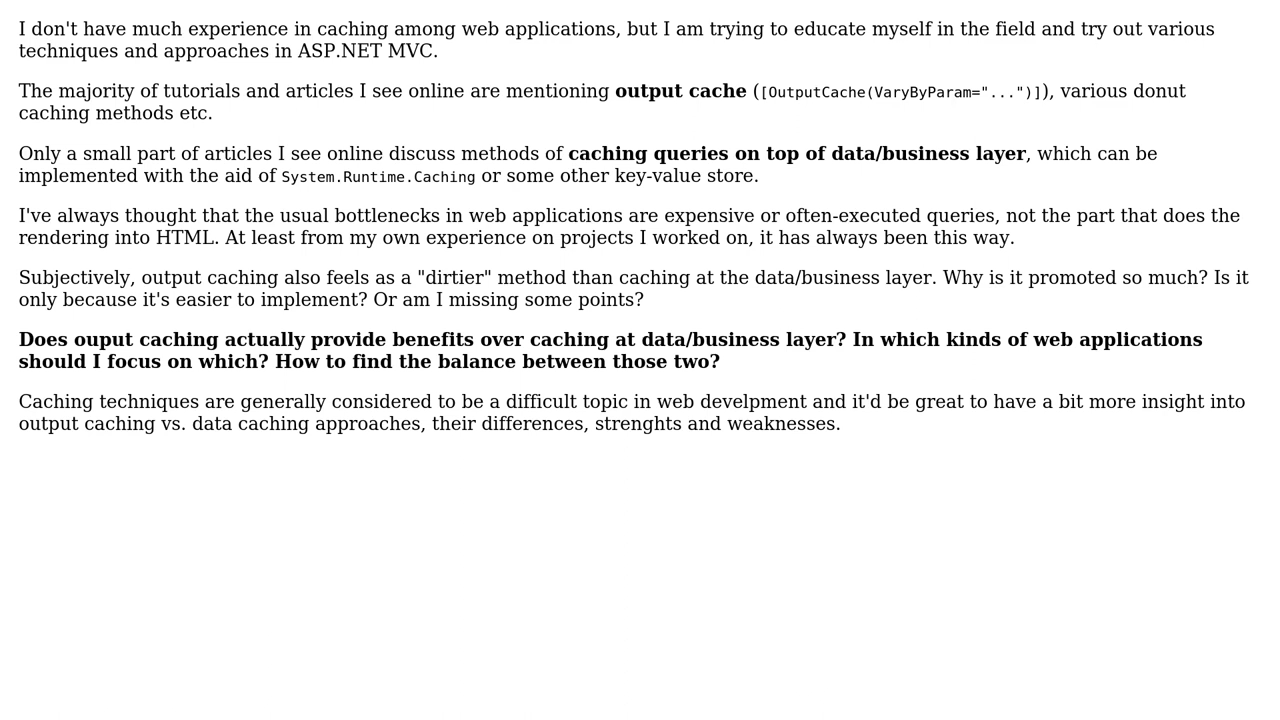 I don't have much experience in caching among web applications, but I am trying to educate myself in the field and try out various
techniques and approaches in ASP.NET MVC.
The majority of tutorials and articles I see online are mentioning output cache ([OutputCache(VaryByParam="...")]), various donut
caching methods etc.
Only a small part of articles I see online discuss methods of caching queries on top of data/business layer, which can be
implemented with the aid of System.Runtime.Caching or some other key-value store.
I've always thought that the usual bottlenecks in web applications are expensive or often-executed queries, not the part that does the
rendering into HTML. At least from my own experience on projects I worked on, it has always been this way.
Subjectively, output caching also feels as a "dirtier" method than caching at the data/business layer. Why is it promoted so much? Is it
only because it's easier to implement? Or am I missing some points?
Does ouput caching actually provide benefits over caching at data/business layer? In which kinds of web applications
should I focus on which? How to find the balance between those two?
Caching techniques are generally considered to be a difficult topic in web develpment and it'd be great to have a bit more insight into
output caching vs. data caching approaches, their differences, strenghts and weaknesses.